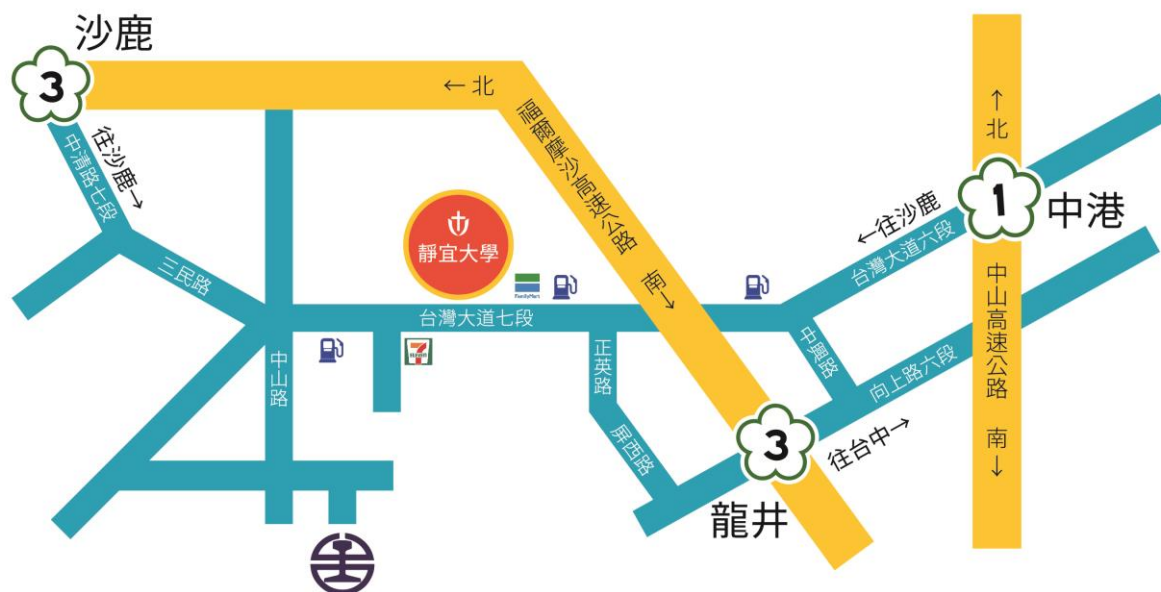 沙鹿
3
← 北
↑ 北
福爾摩沙高速公路 南 ↓
中清路七段
往沙鹿→
1
中港
←往沙鹿
台灣大道六段
靜宜大學
三民路
FamilyMart
台灣大道七段
中山高速公路 南 ↓
中興路
向上路六段
正英路
7
ELEVEn
中山路
屏西路
3
往台中→
龍井